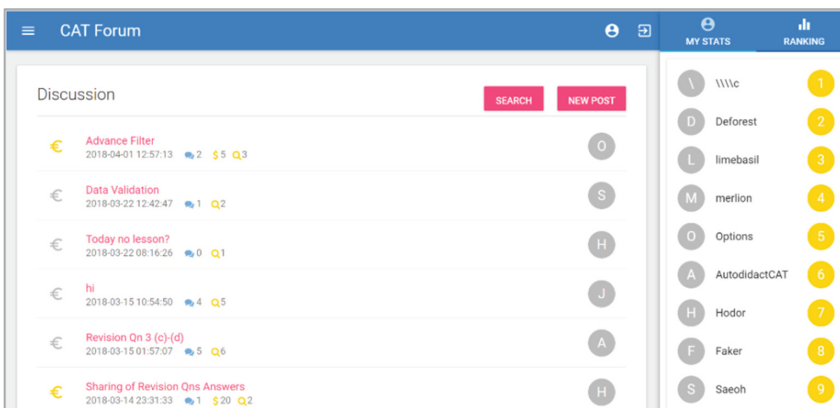 CAT Forum
MY STATS
RANKING
Discussion
SEARCH
NEW POST
€ Advance Filter O
2018-04-01 12:57:13 2 $ 5 3
€ Data Validation S
2018-03-22 12:42:47 1 2
€ Today no lesson? H
2018-03-22 08:16:26 0 1
€ hi J
2018-03-15 10:54:50 4 5
€ Revision Qn 3 (c)-(d) A
2018-03-15 01:57:07 5 6
€ Sharing of Revision Qns Answers H
2018-03-14 23:31:33 1 $ 20 2
\ \\\\c 1
D Deforest 2
L limebasil 3
M merlion 4
O Options 5
A AutodidactCAT 6
H Hodor 7
F Faker 8
S Saeoh 9